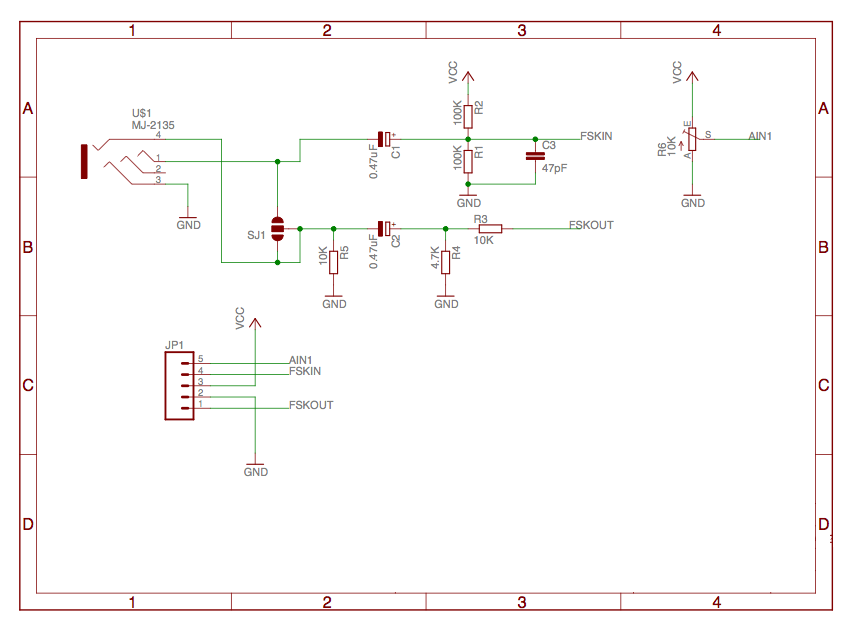 1 2 3 4
A A
VCC
VCC
U$1
MJ-2135
4
1
2
3
GND
0.47uF
C1
+
100K
R2
100K
R1
C3
47pF
FSKIN
GND
R6
10K
E
S
A
AIN1
GND
B B
SJ1
10K
R5
GND
0.47uF
C2
+
4.7K
R4
GND
R3
10K
FSKOUT
VCC
JP1
5 AIN1
4 FSKIN
3
2
1 FSKOUT
GND
C C
D D
1 2 3 4